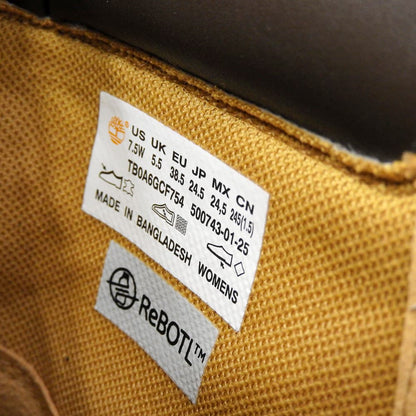 US UK EU JP MX CN
7.5W 5.5 38.5 24.5 24,5 245(1.5)
TB0A6GCF754 500743-01-25
MADE IN BANGLADESH WOMENS
ReBOTL™